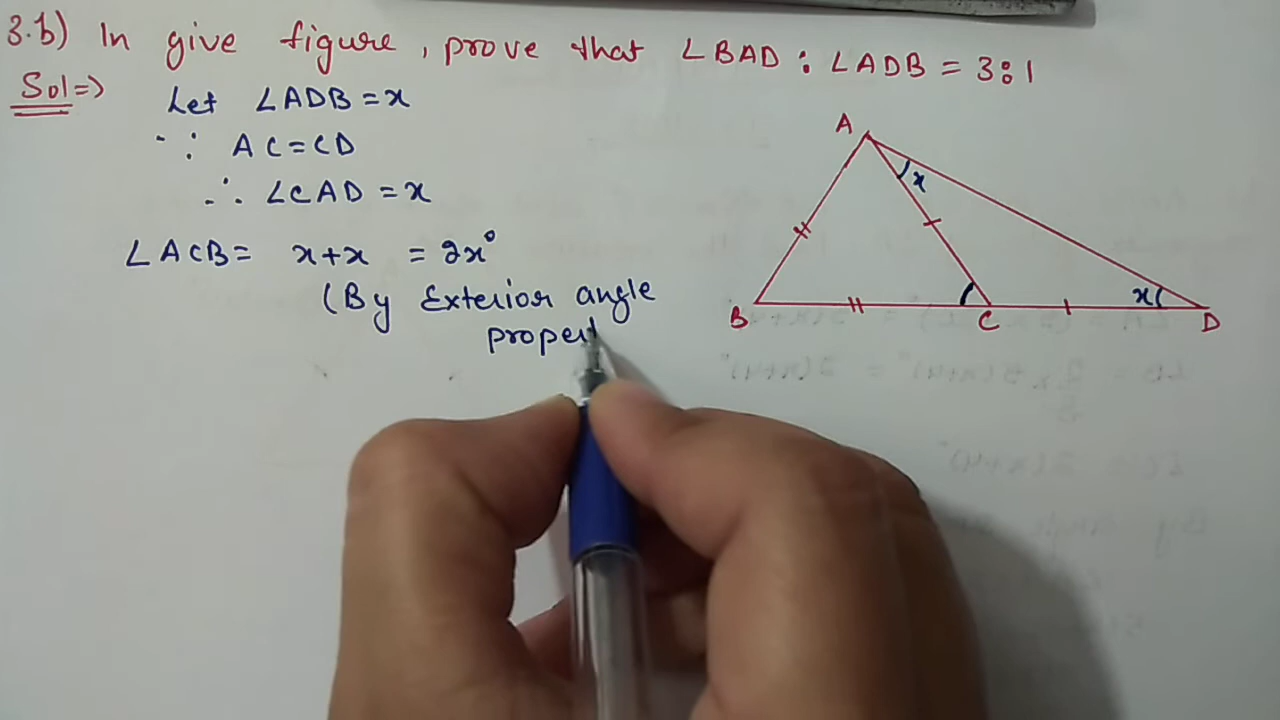 3.b) In give figure, prove that ∠BAD : ∠ADB = 3:1
Sol=>
Let ∠ADB = x
∵ AC = CD
∴ ∠CAD = x
∠ACB = x+x = 2x°
(By Exterior angle
propert
A
x
B
C
x
D